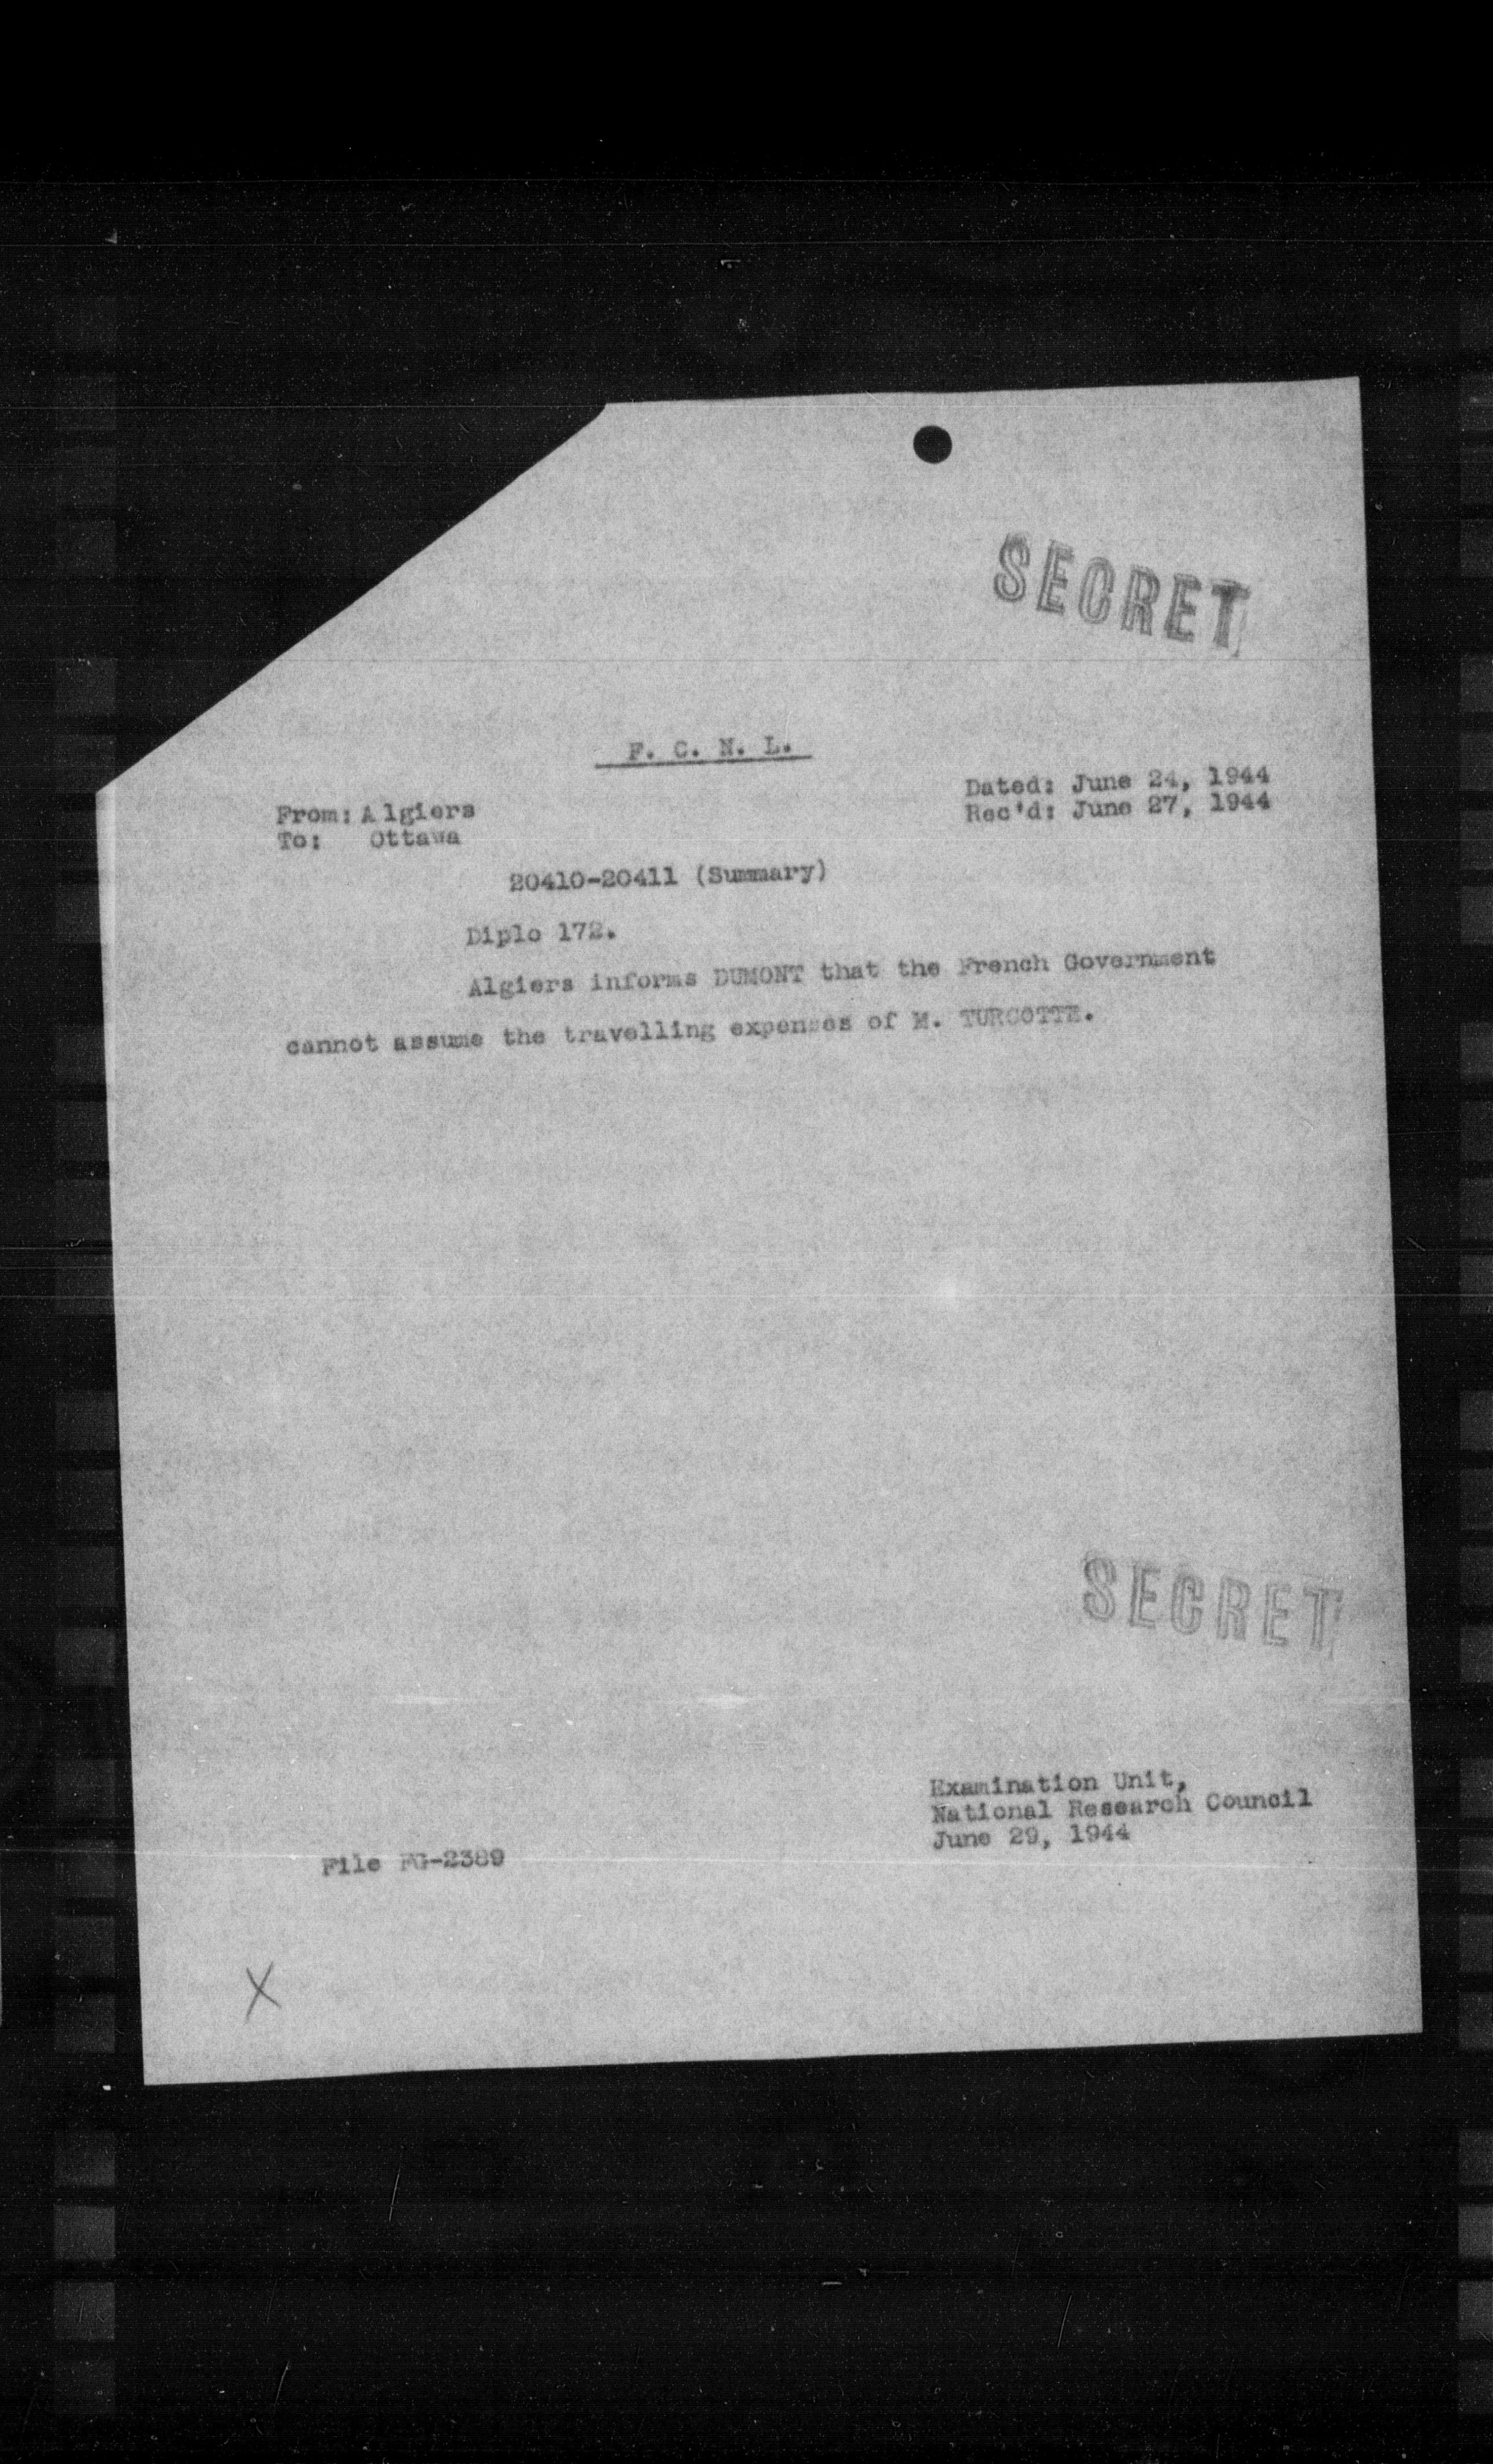 SECRET
F. C. N. L.
Dated: June 24, 1944
Rec'd: June 27, 1944
From: Algiers
To: Ottawa
20410-20411 (Summary)
Diplo 172.
Algiers informs DUMONT that the French Government
cannot assume the travelling expenses of M. TURCOTTE.
SECRET
Examination Unit,
National Research Council
June 29, 1944
File FG-2389
X